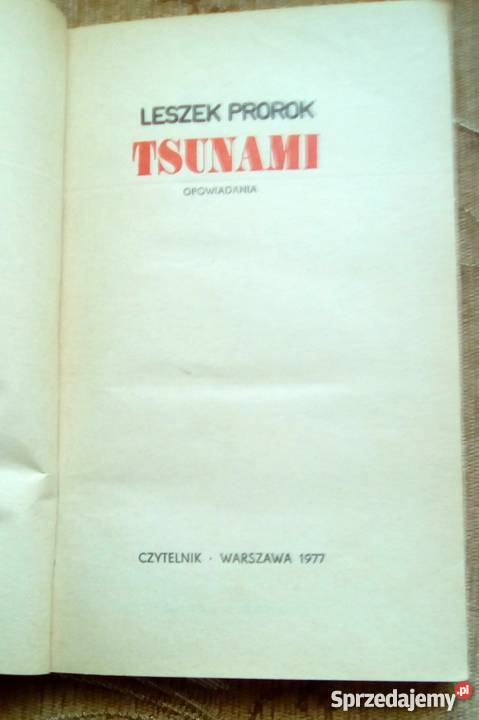 LESZEK PROROK
TSUNAMI
OPOWIADANIA
CZYTELNIK · WARSZAWA 1977
Sprzedajemy.pl